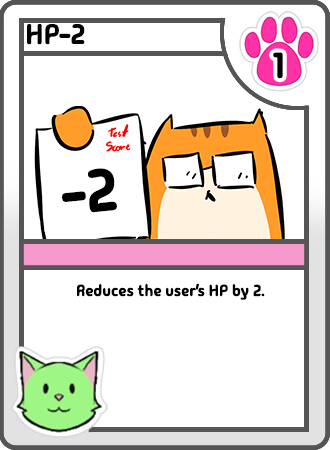 HP-2
1
Test
Score
-2
Reduces the user's HP by 2.